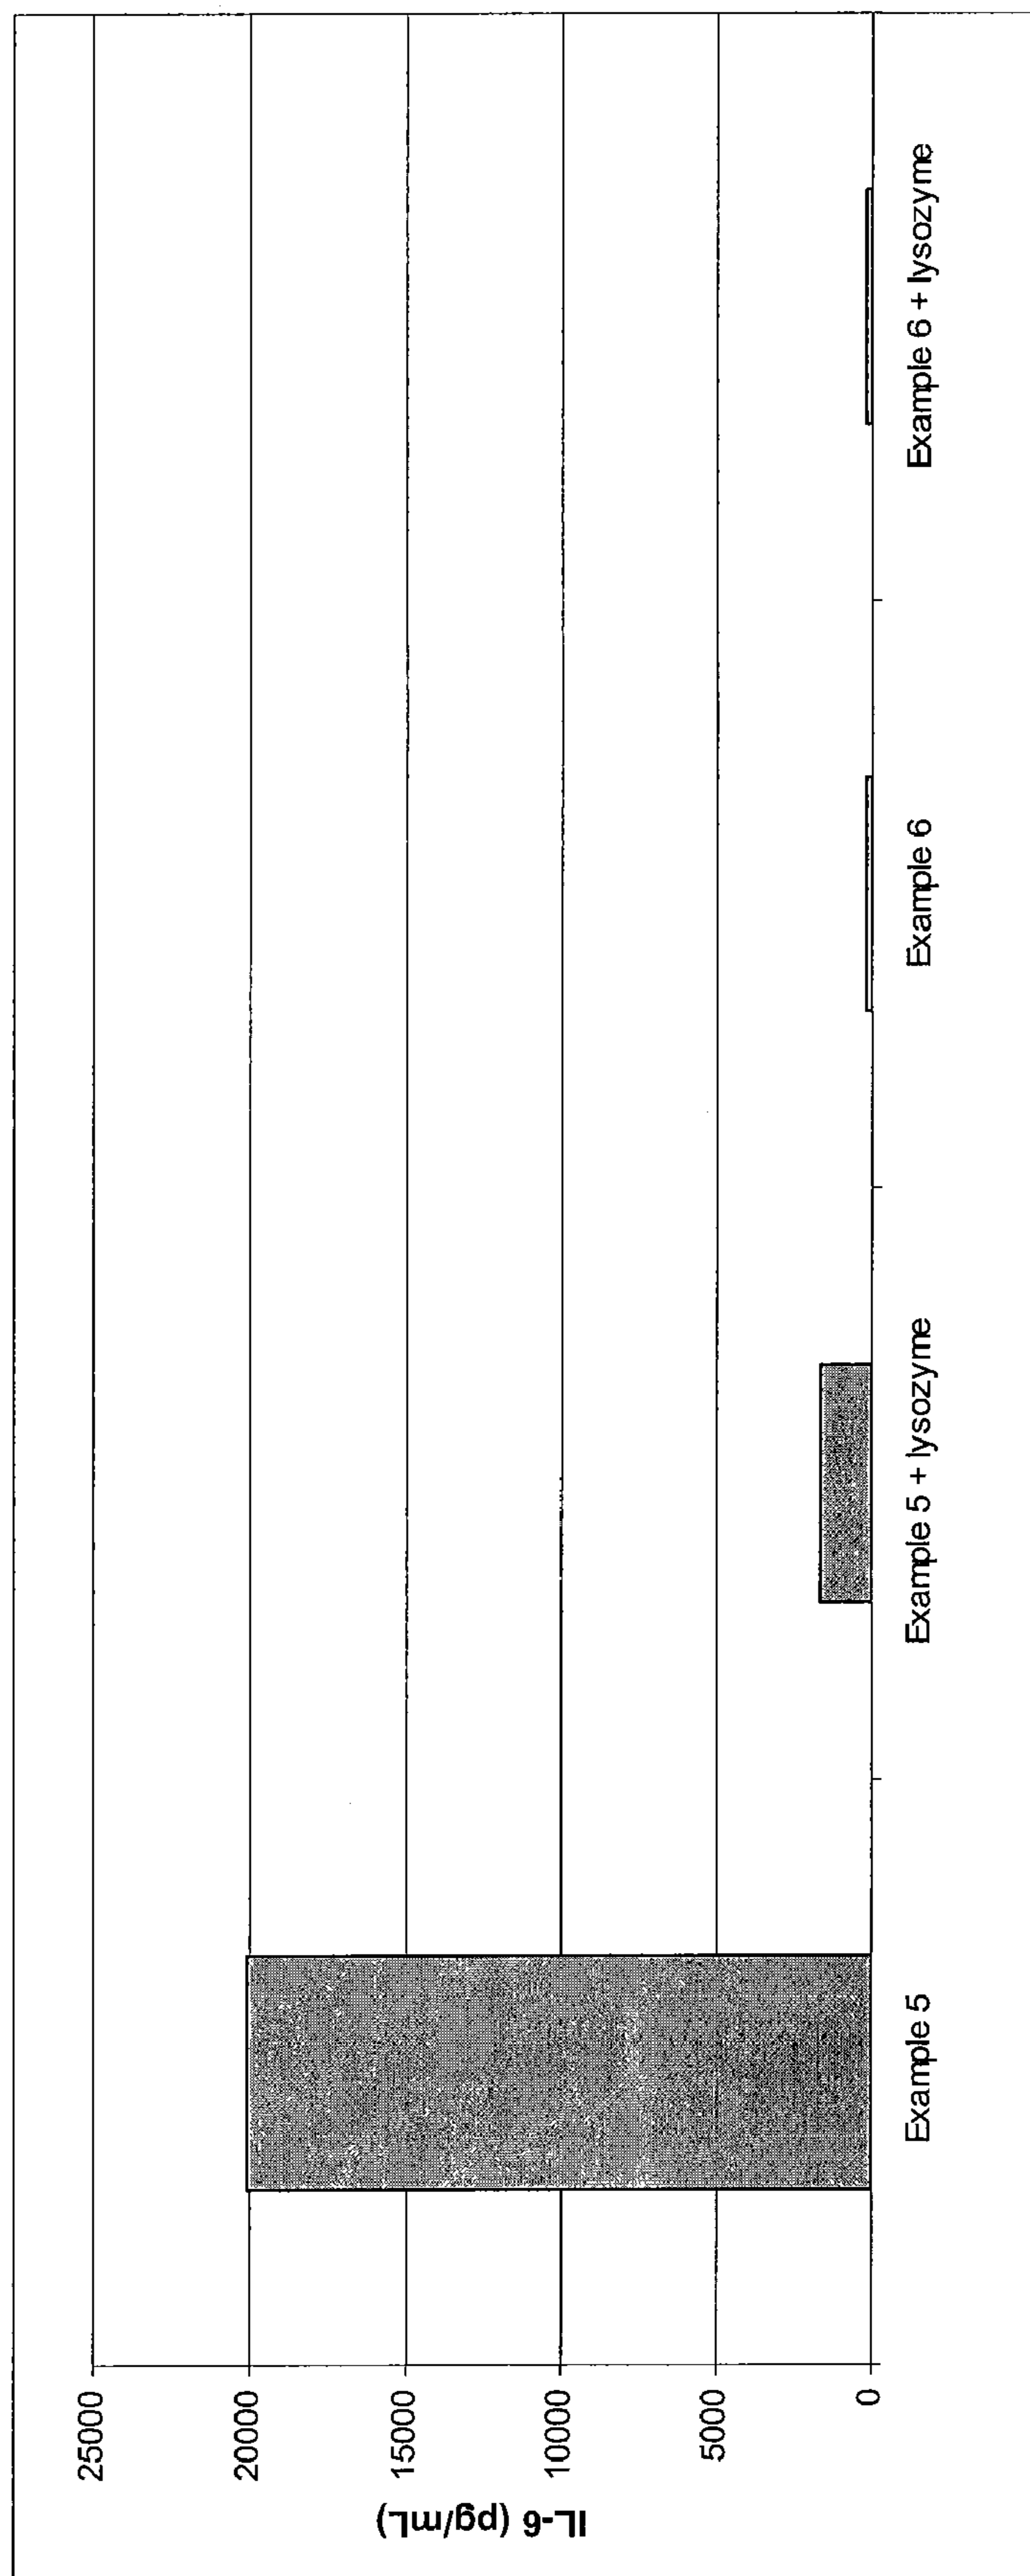 IL-6 (pg/mL)
25000
20000
15000
10000
5000
0
Example 5
Example 5 + lysozyme
Example 6
Example 6 + lysozyme